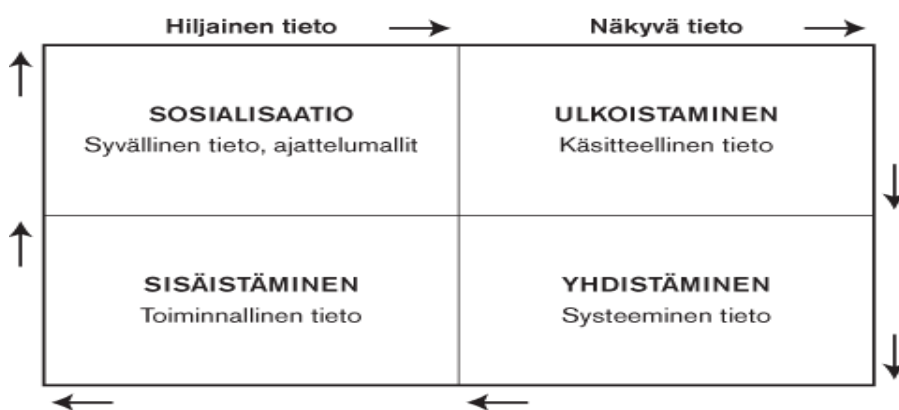 Hiljainen tieto
Näkyvä tieto
SOSIALISAATIO
Syvällinen tieto, ajattelumallit
ULKOISTAMINEN
Käsitteellinen tieto
SISÄISTÄMINEN
Toiminnallinen tieto
YHDISTÄMINEN
Systeeminen tieto